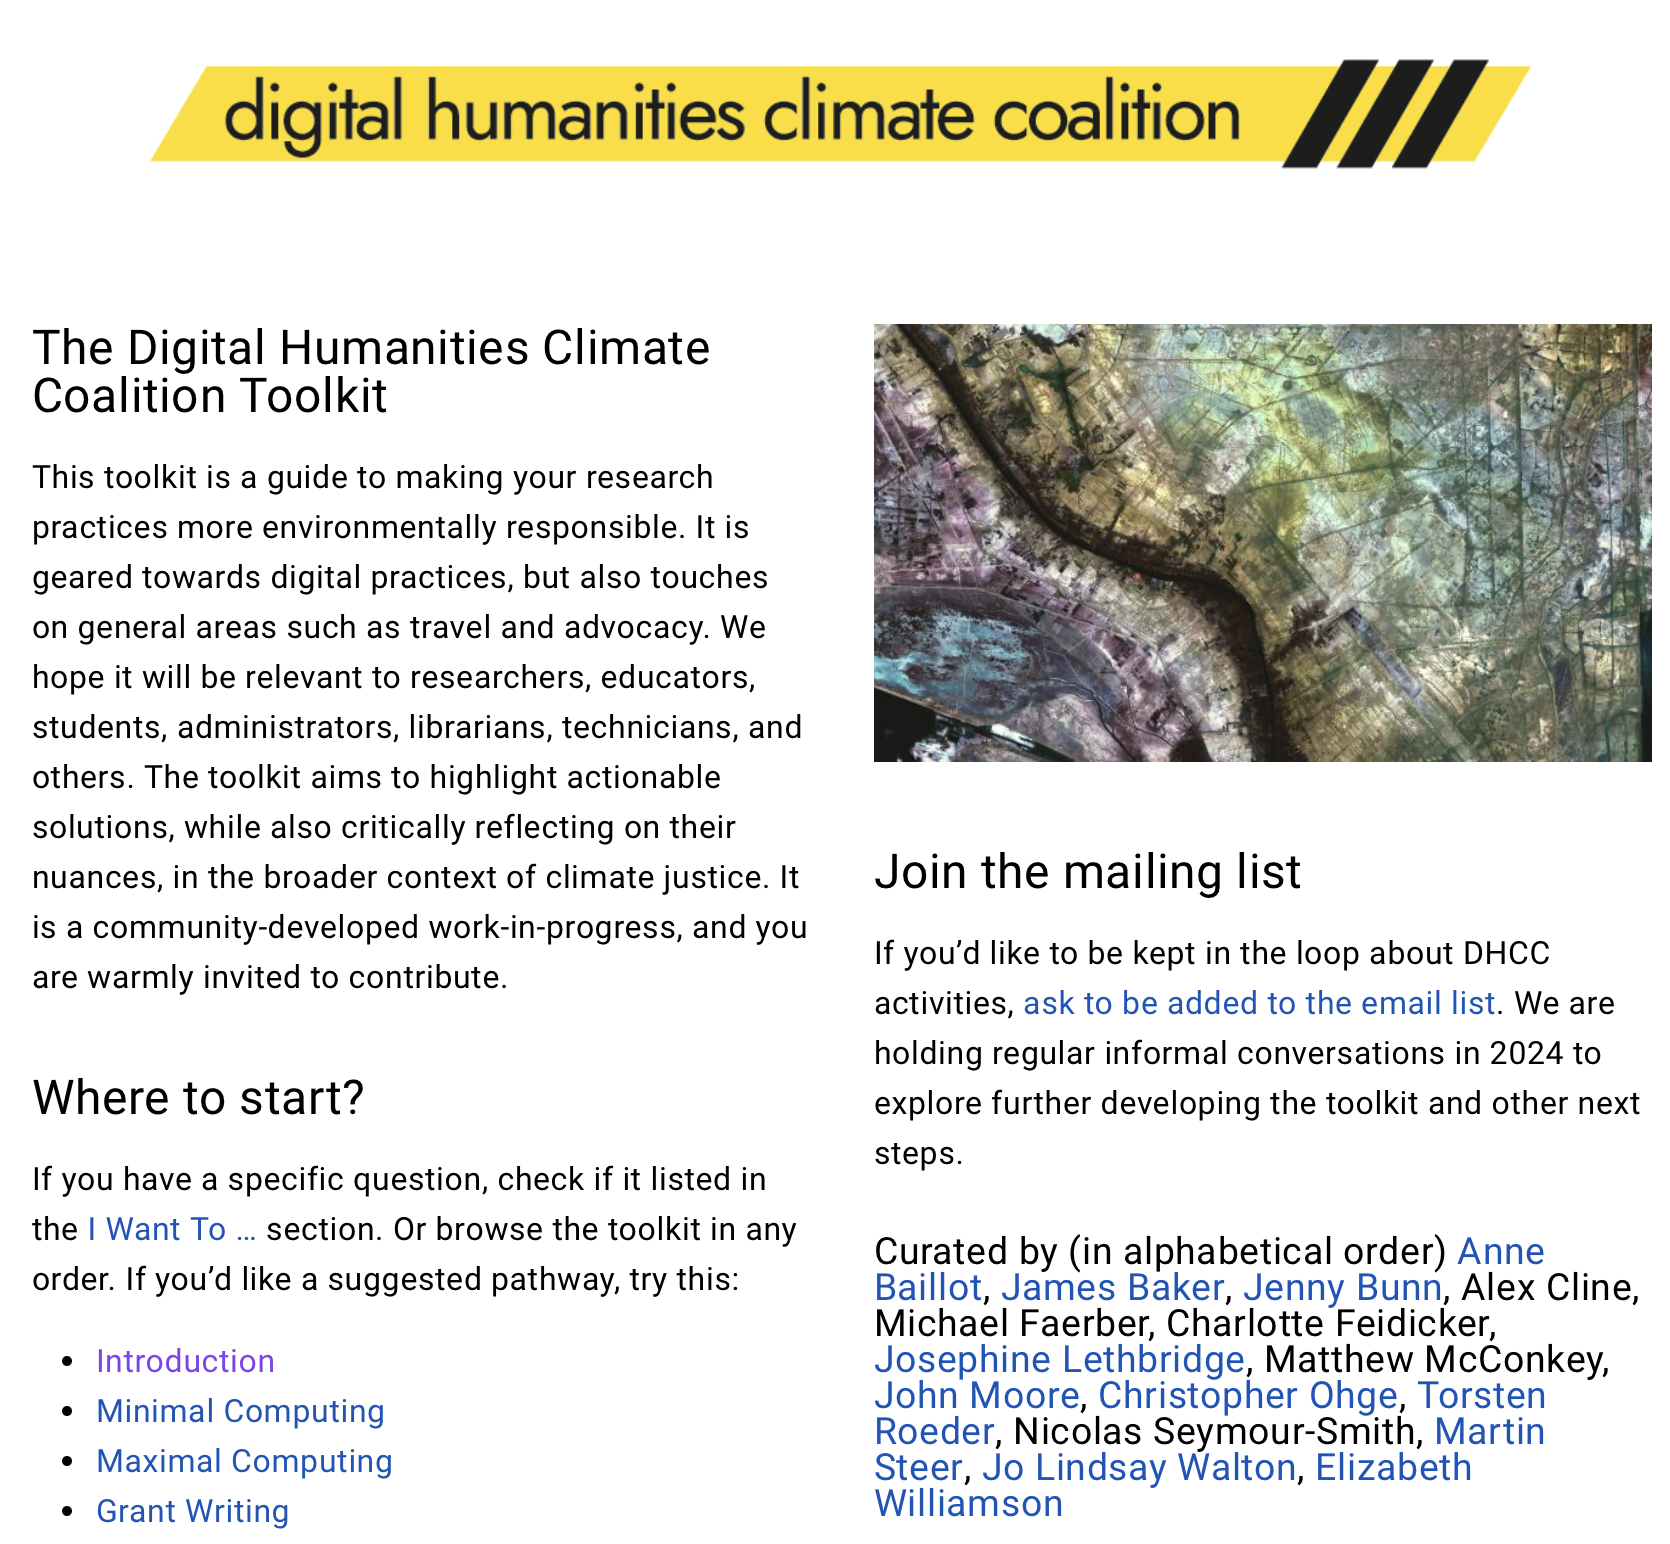 digital humanities climate coalition
The Digital Humanities Climate
Coalition Toolkit
This toolkit is a guide to making your research
practices more environmentally responsible. It is
geared towards digital practices, but also touches
on general areas such as travel and advocacy. We
hope it will be relevant to researchers, educators,
students, administrators, librarians, technicians, and
others. The toolkit aims to highlight actionable
solutions, while also critically reflecting on their
nuances, in the broader context of climate justice. It
is a community-developed work-in-progress, and you
are warmly invited to contribute.
Where to start?
If you have a specific question, check if it listed in
the I Want To … section. Or browse the toolkit in any
order. If you’d like a suggested pathway, try this:
• Introduction
• Minimal Computing
• Maximal Computing
• Grant Writing
Join the mailing list
If you’d like to be kept in the loop about DHCC
activities, ask to be added to the email list. We are
holding regular informal conversations in 2024 to
explore further developing the toolkit and other next
steps.
Curated by (in alphabetical order) Anne
Baillot, James Baker, Jenny Bunn, Alex Cline,
Michael Faerber, Charlotte Feidicker,
Josephine Lethbridge, Matthew McConkey,
John Moore, Christopher Ohge, Torsten
Roeder, Nicolas Seymour-Smith, Martin
Steer, Jo Lindsay Walton, Elizabeth
Williamson